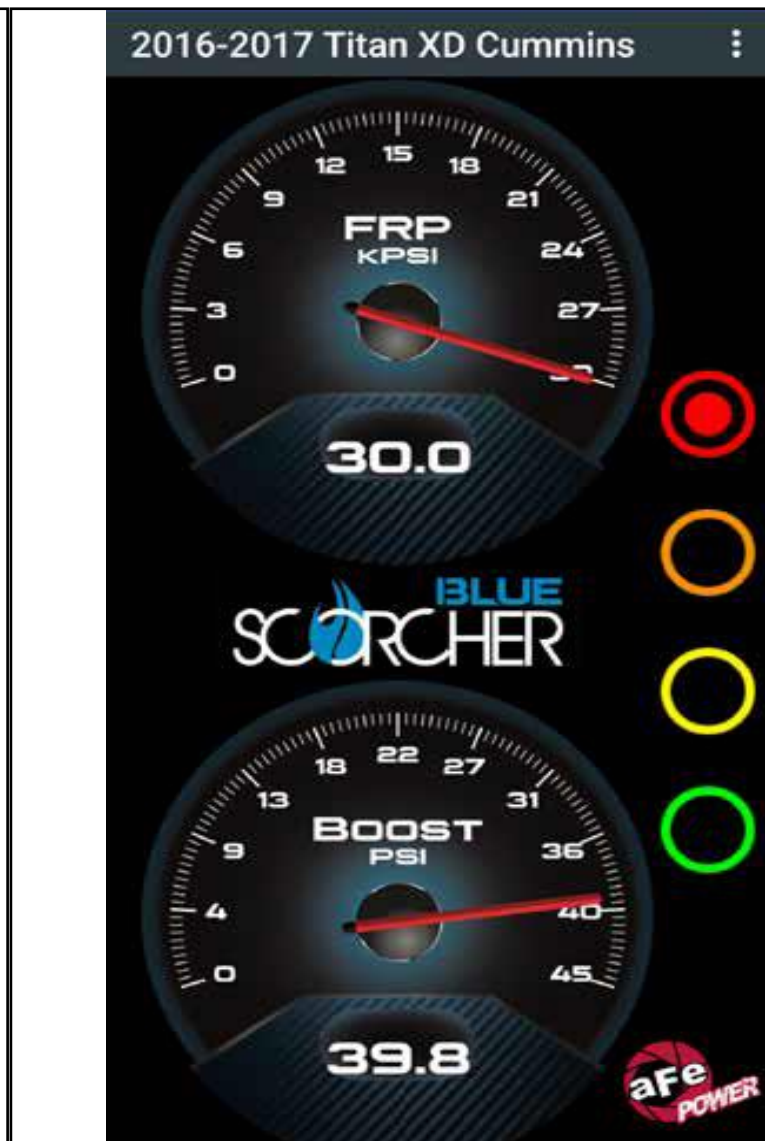 2016-2017 Titan XD Cummins
0 3 6 9 12 15 18 21 24 27
FRP
KPSI
30.0
BLUE
SCORCHER
0 4 9 13 18 22 27 31 36 40 45
BOOST
PSI
39.8
aFe
POWER